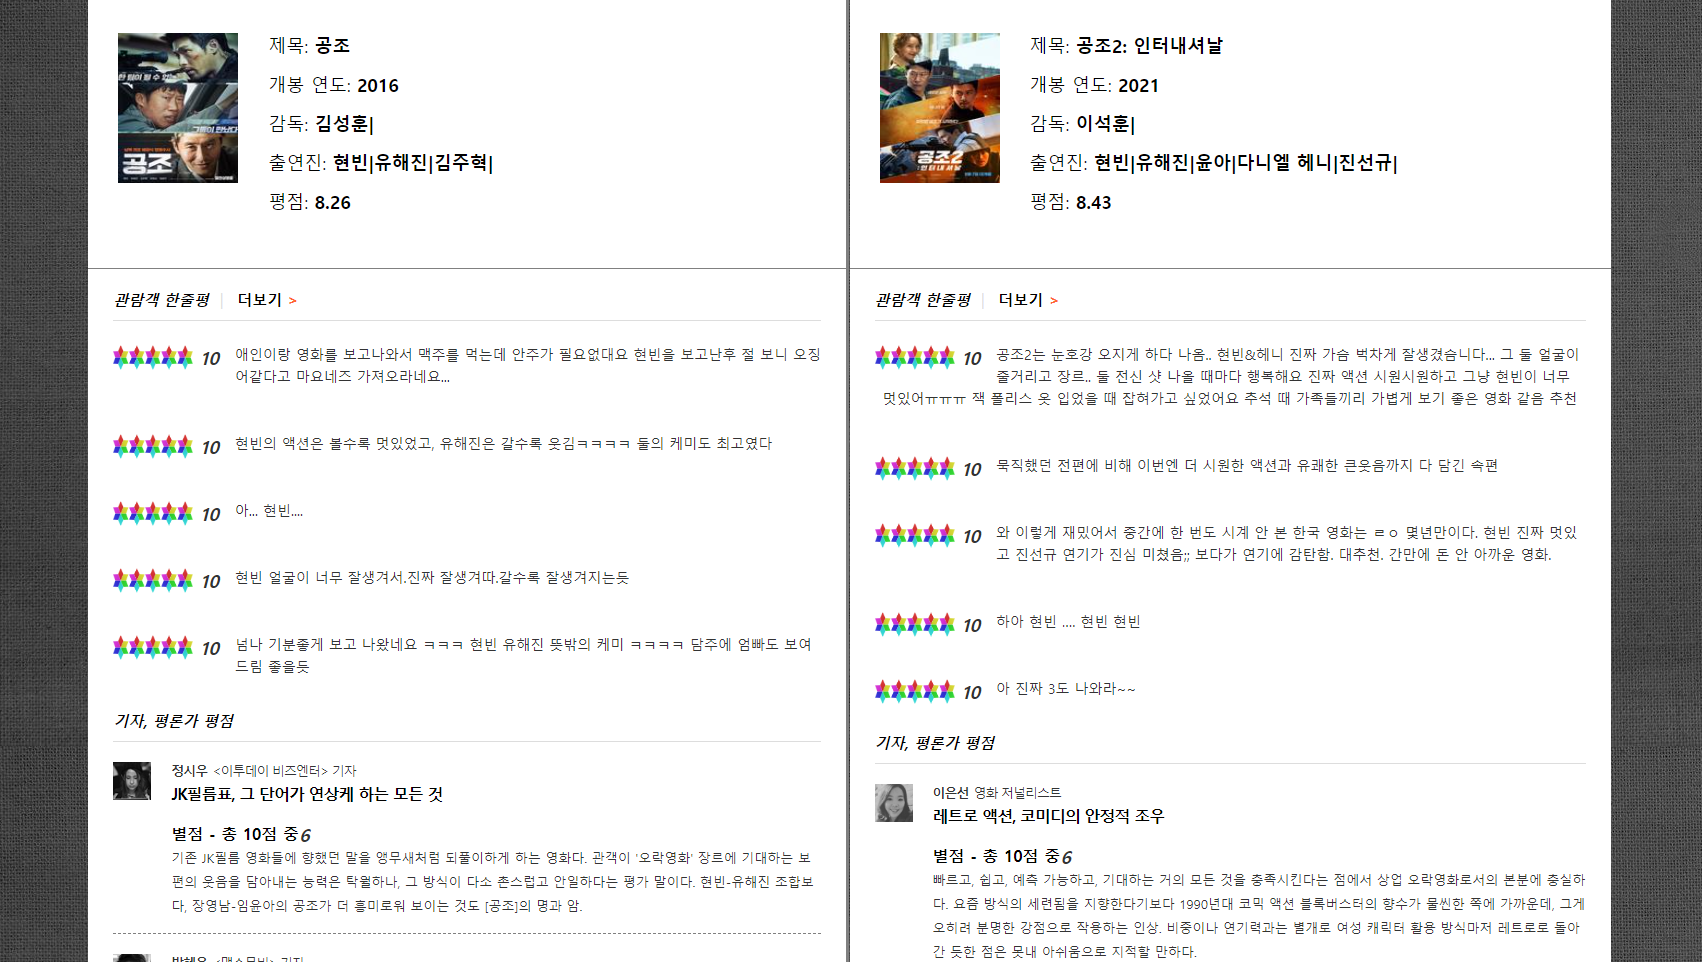 제목: 공조
개봉 연도: 2016
감독: 김성훈|
출연진: 현빈|유해진|김주혁|
평점: 8.26
공조
관람객 한줄평 | 더보기 >
10 애인이랑 영화를 보고나와서 맥주를 먹는데 안주가 필요없대요 현빈을 보고난후 절 보니 오징
어같다고 마요네즈 가져오라네요...
10 현빈의 액션은 볼수록 멋있었고, 유해진은 갈수록 웃김ㅋㅋㅋㅋ 둘의 케미도 최고였다
10 아... 현빈....
10 현빈 얼굴이 너무 잘생겨서.진짜 잘생겨따.갈수록 잘생겨지는듯
10 넘나 기분좋게 보고 나왔네요 ㅋㅋㅋ 현빈 유해진 뜻밖의 케미 ㅋㅋㅋㅋ 담주에 엄빠도 보여
드림 좋을듯
기자, 평론가 평점
정시우 <이투데이 비즈엔터> 기자
JK필름표, 그 단어가 연상케 하는 모든 것
별점 - 총 10점 중6
기존 JK필름 영화들에 향했던 말을 앵무새처럼 되풀이하게 하는 영화다. 관객이 '오락영화' 장르에 기대하는 보
편의 웃음을 담아내는 능력은 탁월하나, 그 방식이 다소 촌스럽고 안일하다는 평가 말이다. 현빈-유해진 조합보
다, 장영남-임윤아의 공조가 더 흥미로워 보이는 것도 [공조]의 명과 암.
제목: 공조2: 인터내셔날
개봉 연도: 2021
감독: 이석훈|
출연진: 현빈|유해진|윤아|다니엘 헤니|진선규|
평점: 8.43
공조2
인터내셔날
관람객 한줄평 | 더보기 >
10 공조2는 눈호강 오지게 하다 나옴.. 현빈&헤니 진짜 가슴 벅차게 잘생겼슴니다... 그 둘 얼굴이
줄거리고 장르.. 둘 전신 샷 나올 때마다 행복해요 진짜 액션 시원시원하고 그냥 현빈이 너무
멋있어ㅠㅠㅠ 잭 폴리스 옷 입었을 때 잡혀가고 싶었어요 추석 때 가족들끼리 가볍게 보기 좋은 영화 같음 추천
10 묵직했던 전편에 비해 이번엔 더 시원한 액션과 유쾌한 큰웃음까지 다 담긴 속편
10 와 이렇게 재밌어서 중간에 한 번도 시계 안 본 한국 영화는 ㄹㅇ 몇년만이다. 현빈 진짜 멋있
고 진선규 연기가 진심 미쳤음;; 보다가 연기에 감탄함. 대추천. 간만에 돈 안 아까운 영화.
10 하아 현빈 .... 현빈 현빈
10 아 진짜 3도 나와라~~
기자, 평론가 평점
이은선 영화 저널리스트
레트로 액션, 코미디의 안정적 조우
별점 - 총 10점 중6
빠르고, 쉽고, 예측 가능하고, 기대하는 거의 모든 것을 충족시킨다는 점에서 상업 오락영화로서의 본분에 충실하
다. 요즘 방식의 세련됨을 지향한다기보다 1990년대 코믹 액션 블록버스터의 향수가 물씬한 쪽에 가까운데, 그게
오히려 분명한 강점으로 작용하는 인상. 비중이나 연기력과는 별개로 여성 캐릭터 활용 방식마저 레트로로 돌아
간 듯한 점은 못내 아쉬움으로 지적할 만하다.